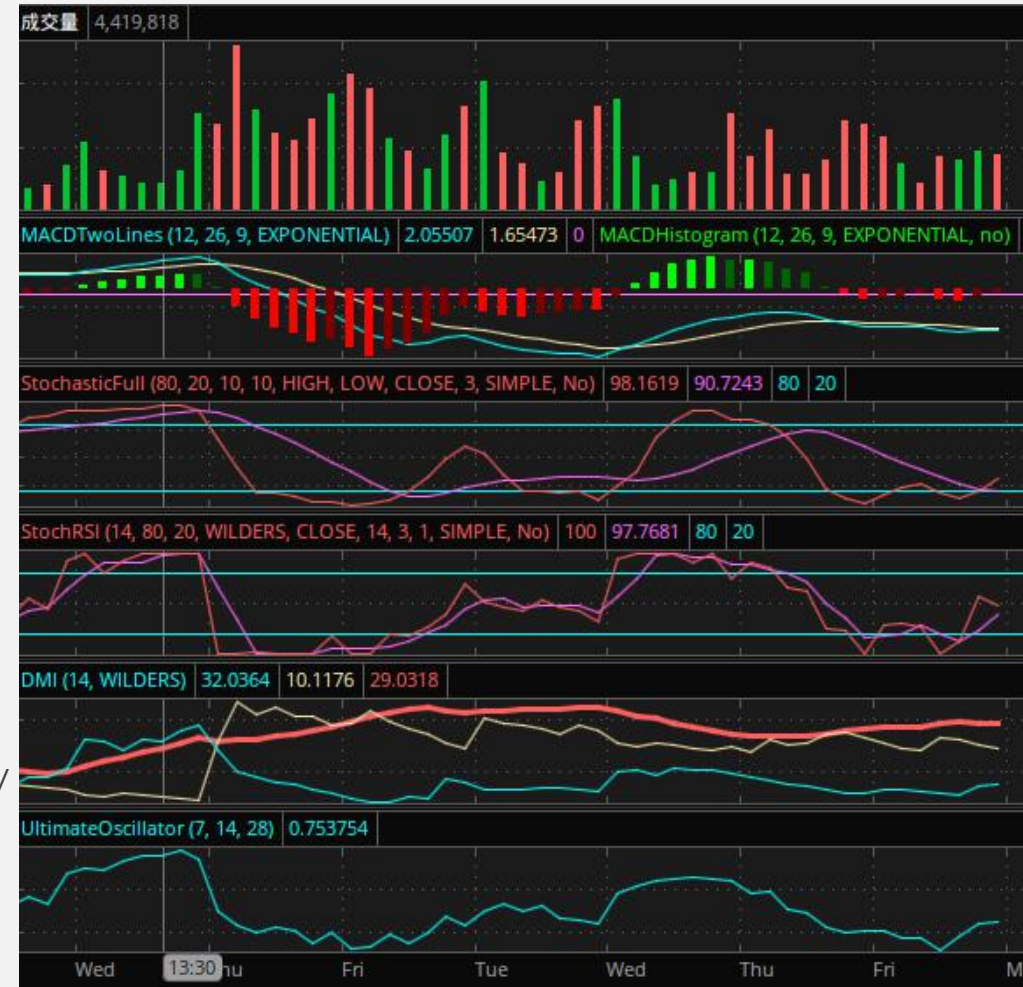 成交量 4,419,818
MACDTwoLines (12, 26, 9, EXPONENTIAL) 2.05507 1.65473 0 MACDHistogram (12, 26, 9, EXPONENTIAL, no)
StochasticFull (80, 20, 10, 10, HIGH, LOW, CLOSE, 3, SIMPLE, No) 98.1619 90.7243 80 20
StochRSI (14, 80, 20, WILDERS, CLOSE, 14, 3, 1, SIMPLE, No) 100 97.7681 80 20
DMI (14, WILDERS) 32.0364 10.1176 29.0318
/
UltimateOscillator (7, 14, 28) 0.753754
Wed 13:30 hu Fri Tue Wed Thu Fri M